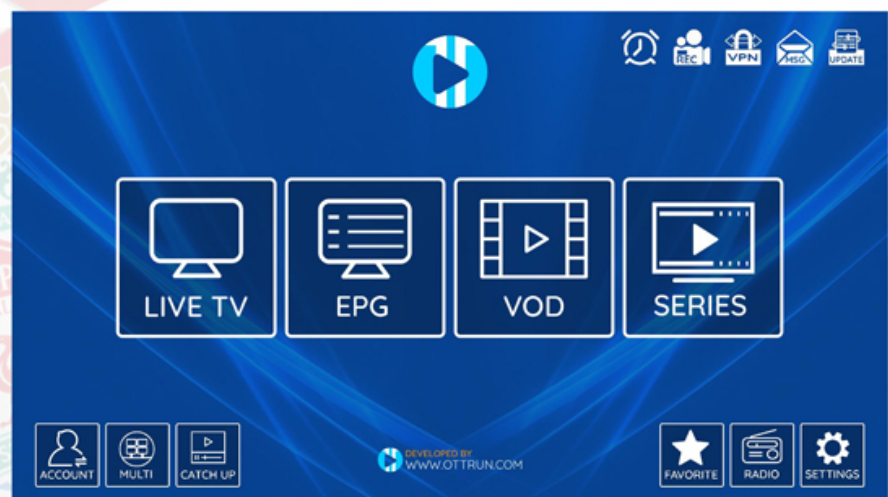 REC
VPN
MSG
UPDATE
LIVE TV
EPG
VOD
SERIES
ACCOUNT
MULTI
CATCH UP
DEVELOPED BY
WWW.OTTRUN.COM
FAVORITE
RADIO
SETTINGS